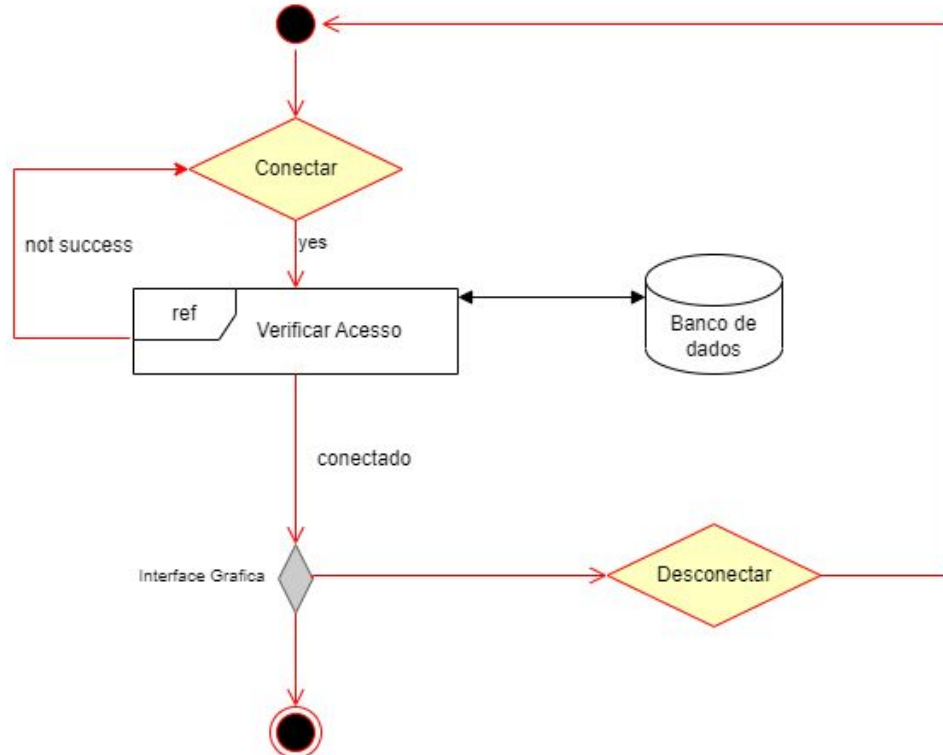 Conectar
not success
yes
ref
Verificar Acesso
Banco de
dados
conectado
Interface Grafica
Desconectar